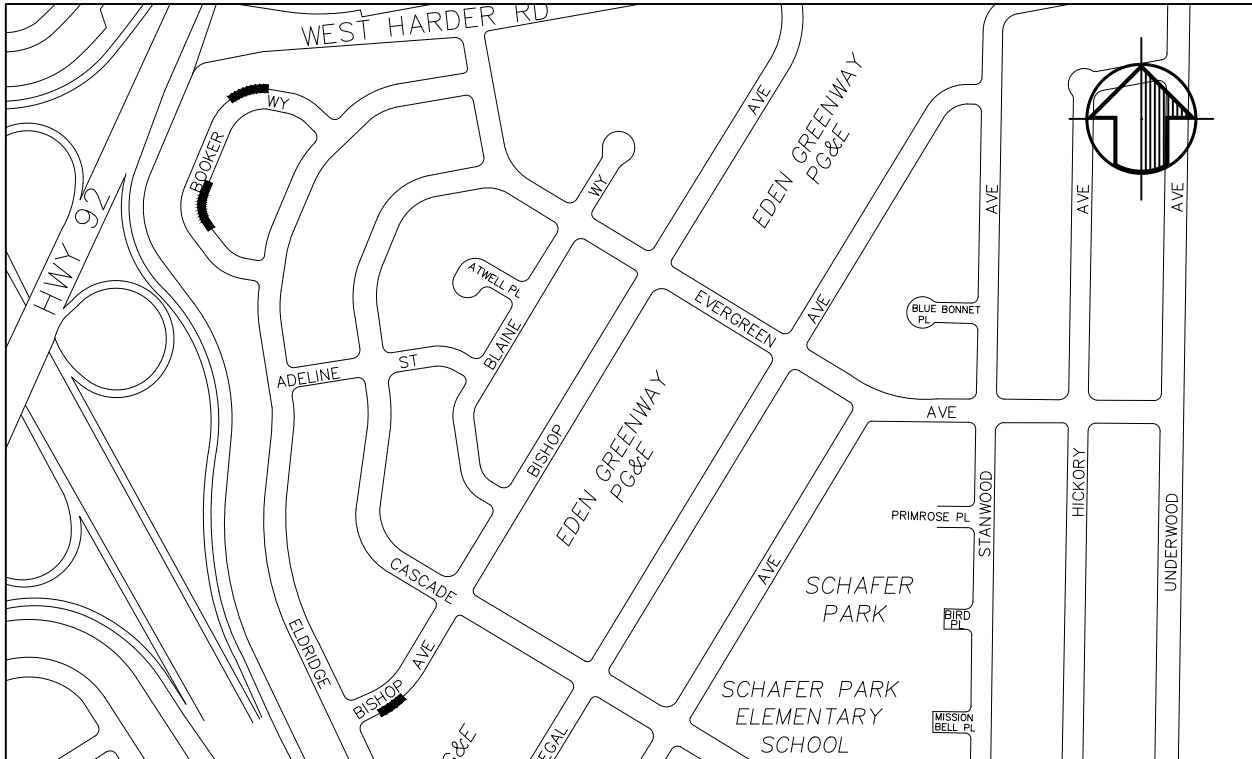 WEST HARDER RD
WY
BOOKER
HWY 92
AVE
EDEN GREENWAY
PG&E
WY
AVE
AVE
AVE
ATWELL PL
EVERGREEN
AVE
BLUE BONNET
PL
BLAINE
ADELINE
ST
AVE
EDEN GREENWAY
PG&E
BISHOP
HICKORY
STANWOOD
PRIMROSE PL
UNDERWOOD
CASCADE
AVE
SCHAFER
PARK
BIRD
PL
ELDRIDGE
AVE
BISHOP
SCHAFER PARK
ELEMENTARY
SCHOOL
MISSION
BELL PL